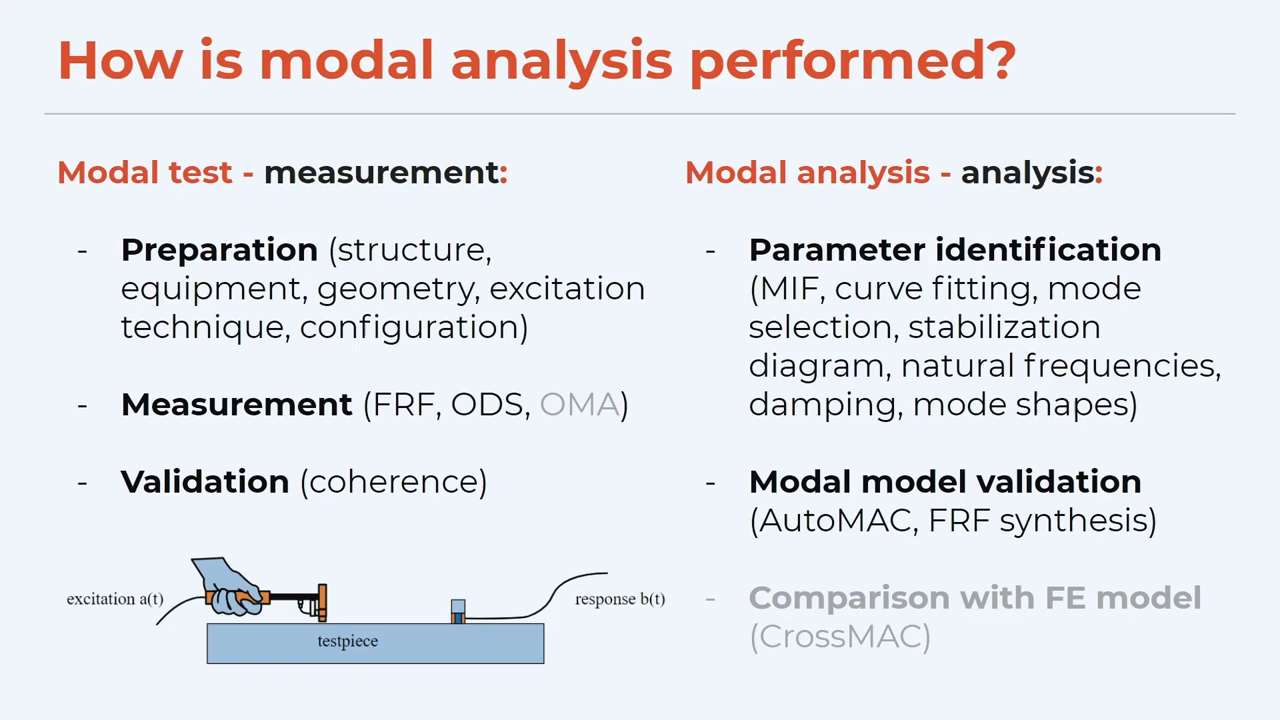 How is modal analysis performed?
Modal test - measurement:
- Preparation (structure,
equipment, geometry, excitation
technique, configuration)
- Measurement (FRF, ODS, OMA)
- Validation (coherence)
excitation a(t)
testpiece
response b(t)
Modal analysis - analysis:
- Parameter identification
(MIF, curve fitting, mode
selection, stabilization
diagram, natural frequencies,
damping, mode shapes)
- Modal model validation
(AutoMAC, FRF synthesis)
- Comparison with FE model
(CrossMAC)